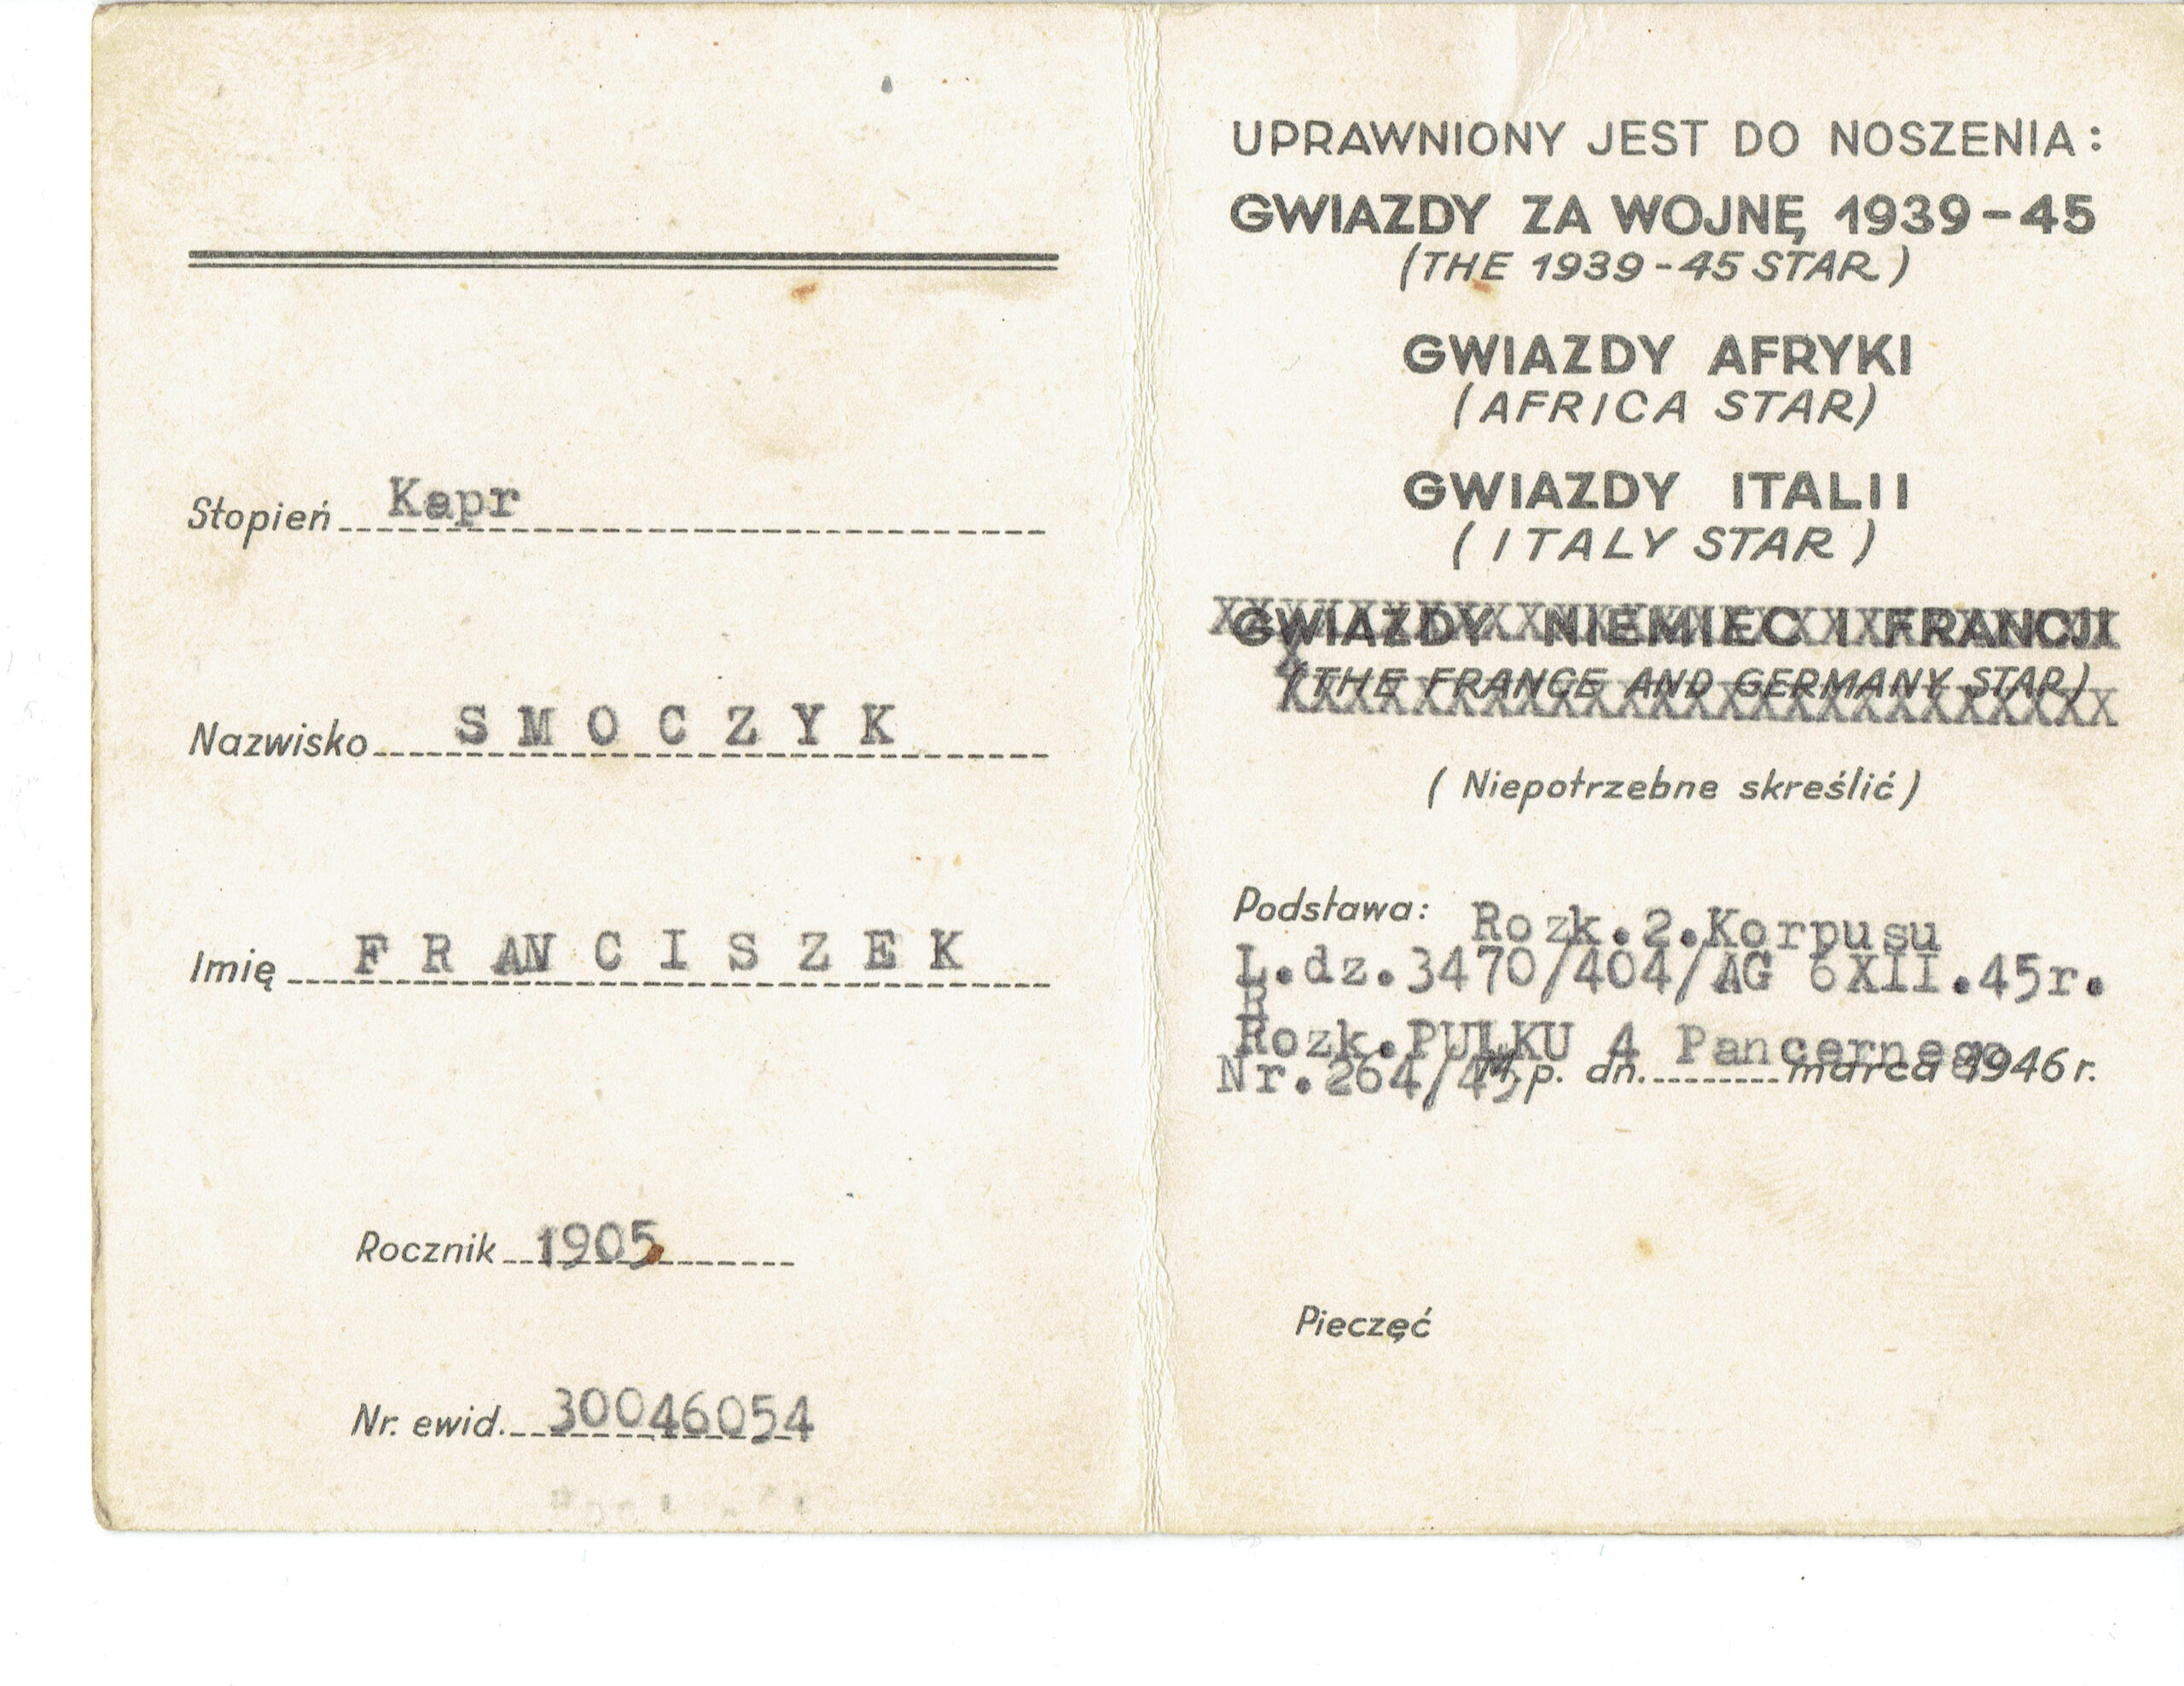 Stopień Kapr
Nazwisko S M O C Z Y K
Imię F R AN C I S Z E K
Rocznik 1905
Nr. ewid. 30046054
UPRAWNIONY JEST DO NOSZENIA:
GWIAZDY ZA WOJNĘ 1939-45
(THE 1939-45 STAR)
GWIAZDY AFRYKI
(AFRICA STAR)
GWIAZDY ITALII
(ITALY STAR)
GWIAZDY NIEMIEC I FRANCJI
(THE FRANCE AND GERMANY STAR)
(Niepotrzebne skreślić)
Podstawa: Rozk.2.Korpusu
L.dz.3470/404/AG 6XII.45r.
R
Rozk.PUŁKU 4 Pancernego
Nr.264/45
M.p. dn. marca 1946 r.
Pieczęć